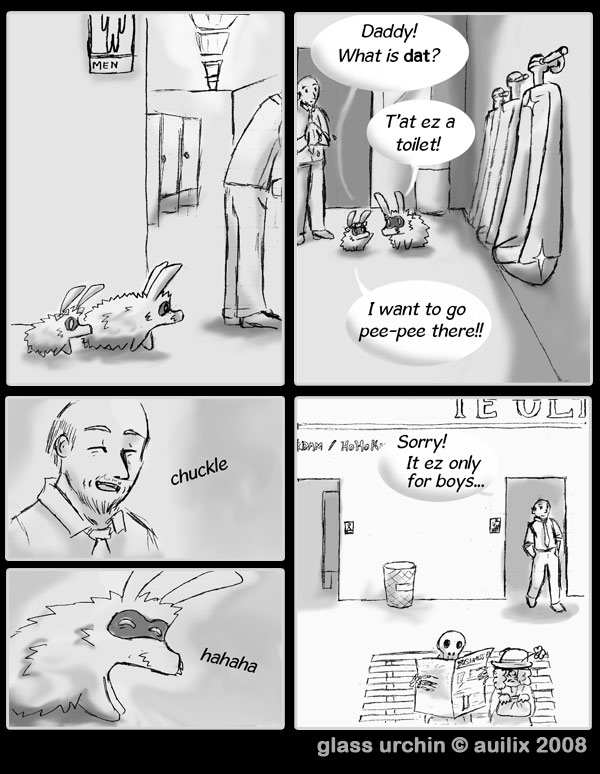 MEN
Daddy!
What is dat?
T'at ez a
toilet!
I want to go
pee-pee there!!
chuckle
hahaha
Sorry!
It ez only
for boys...
glass urchin © auilix 2008